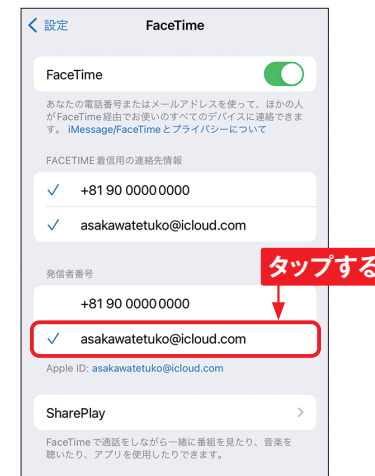 設定
FaceTime
FaceTime
あなたの電話番号またはメールアドレスを使って、ほかの人
がFaceTime経由でお使いのすべてのデバイスに連絡できま
す。iMessage/FaceTimeとプライバシーについて
FACETIME着信用の連絡先情報
+81 90 0000 0000
asakawatetuko@icloud.com
発信者番号
タップする
+81 90 0000 0000
asakawatetuko@icloud.com
Apple ID: asakawatetuko@icloud.com
SharePlay
FaceTimeで通話をしながら一緒に番組を見たり、音楽を
聴いたり、アプリを使用したりできます。